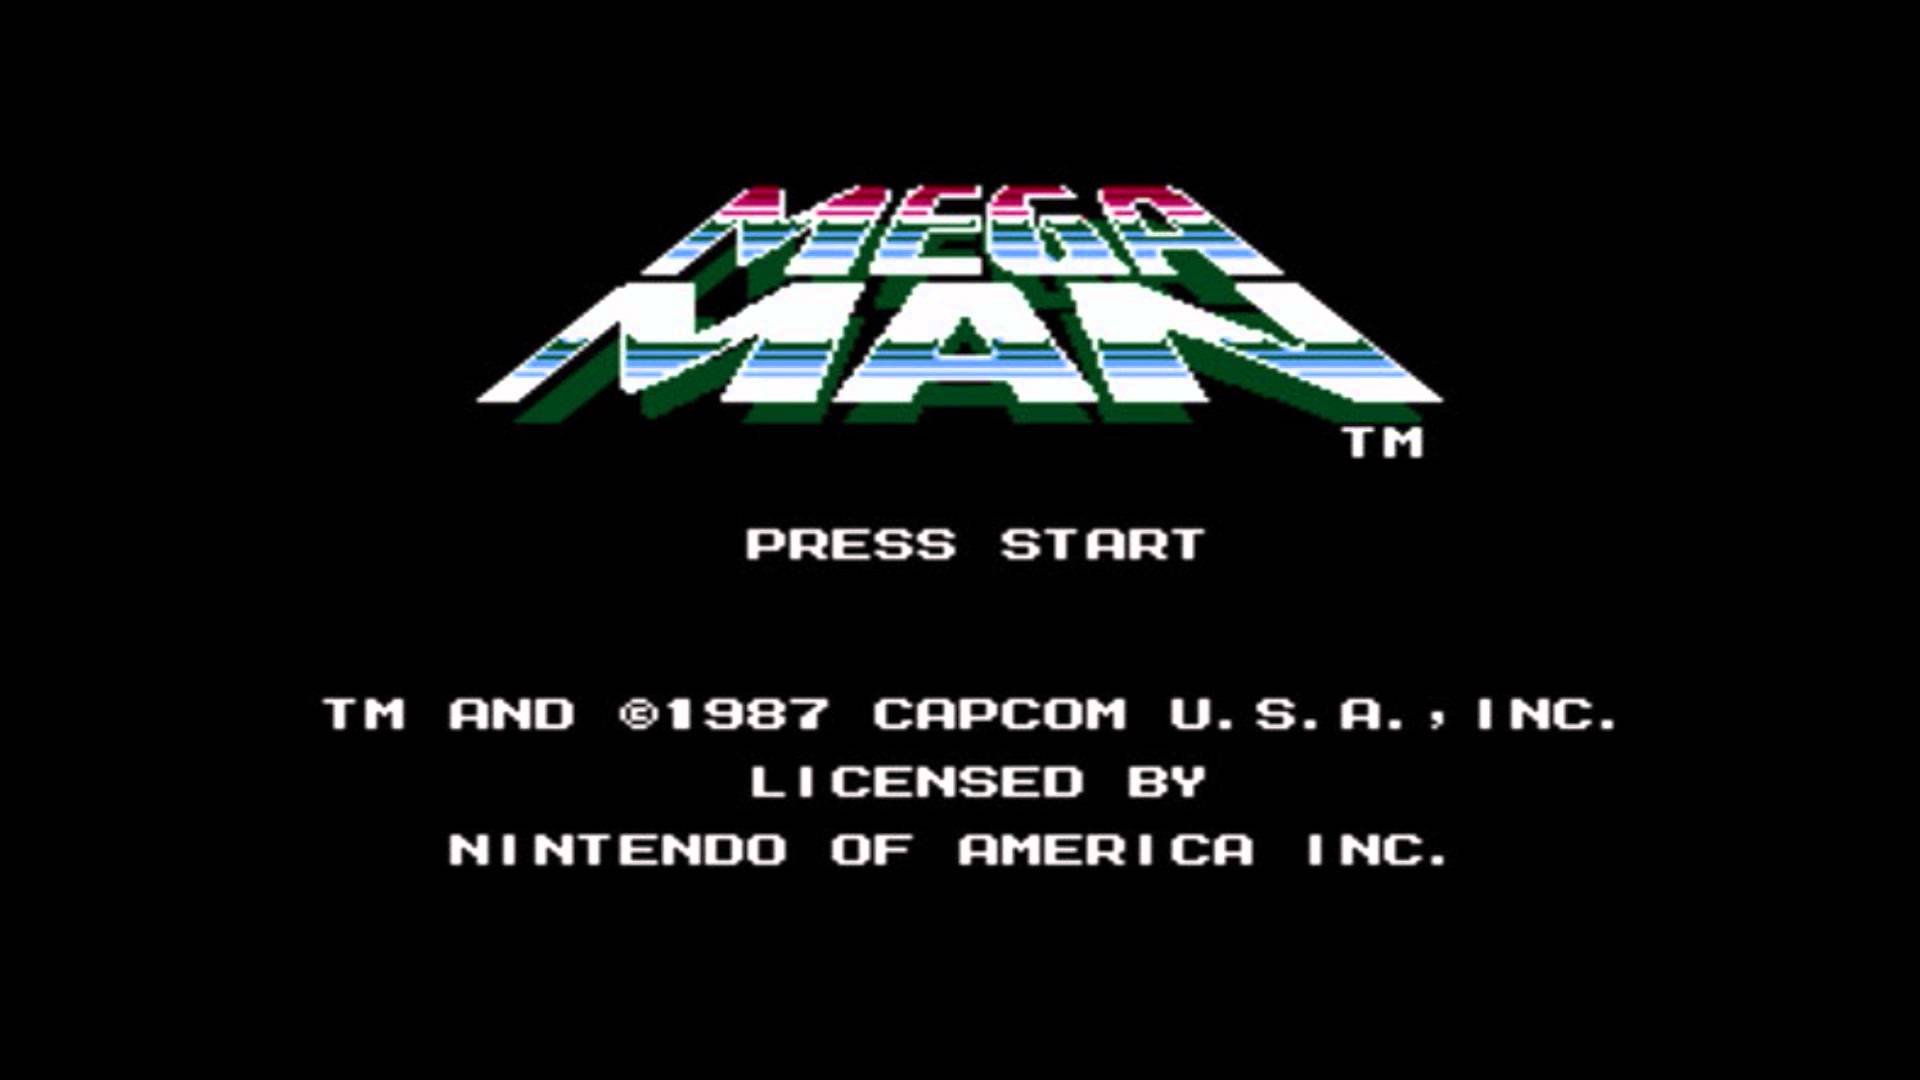 MEGA
MAN
TM
PRESS START
TM AND ©1987 CAPCOM U.S.A.,INC.
LICENSED BY
NINTENDO OF AMERICA INC.